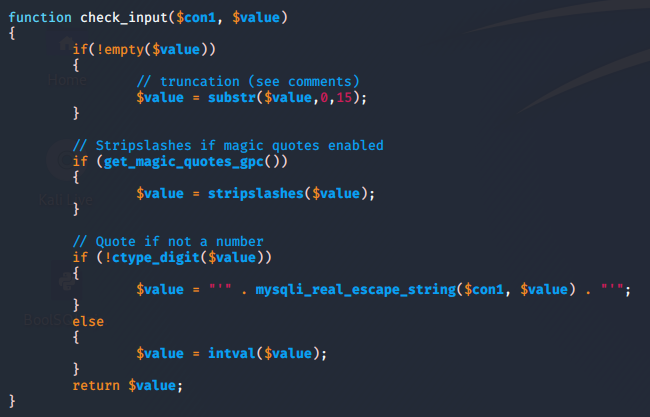 function check_input($con1, $value)
{
if(!empty($value))
{
// truncation (see comments)
$value = substr($value,0,15);
}
// Stripslashes if magic quotes enabled
if (get_magic_quotes_gpc())
{
$value = stripslashes($value);
}
// Quote if not a number
if (!ctype_digit($value))
{
$value = "'" . mysqli_real_escape_string($con1, $value) . "'";
}
else
{
$value = intval($value);
}
return $value;
}
Home